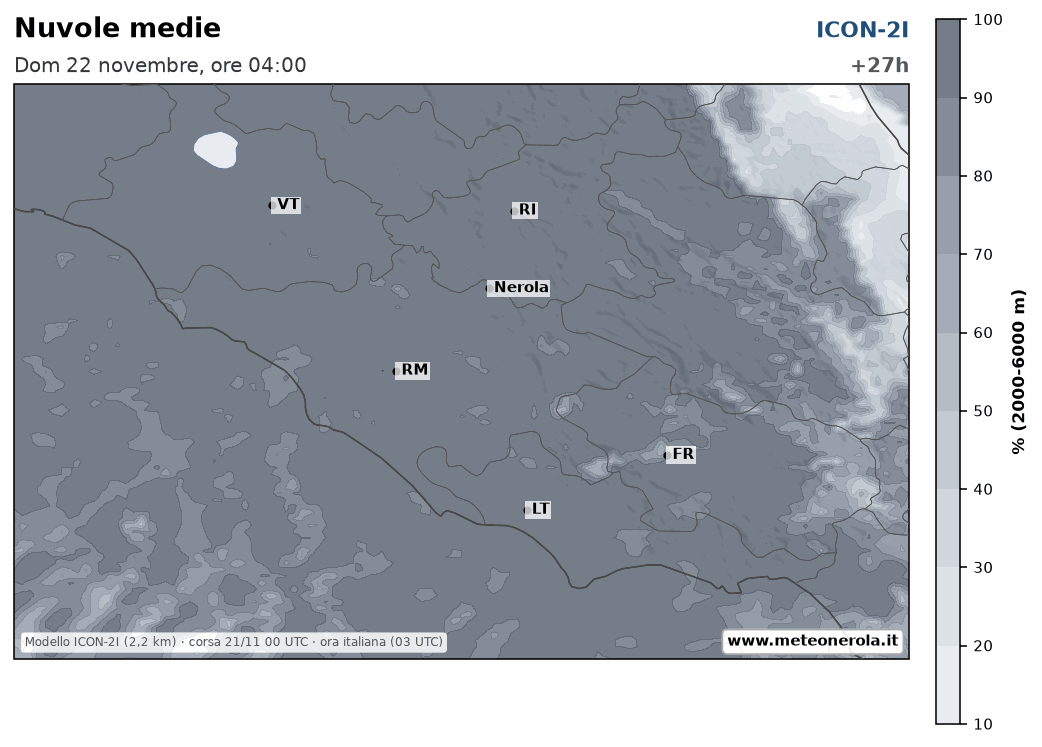 Nuvole medie
ICON-2I
Dom 22 novembre, ore 04:00
+27h
100
90
80
70
60
50
40
30
20
10
% (2000-6000 m)
VT
RI
Nerola
RM
FR
LT
Modello ICON-2I (2,2 km) · corsa 21/11 00 UTC · ora italiana (03 UTC)
www.meteonerola.it